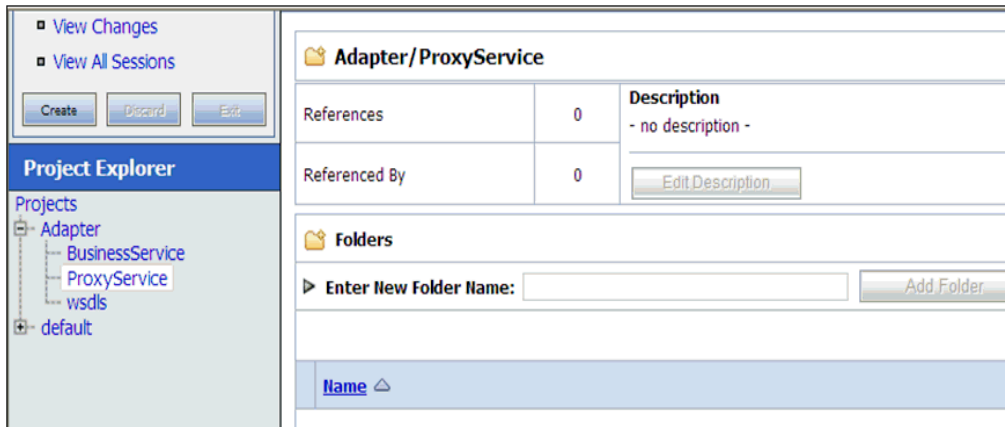 View Changes
View All Sessions
Create Discard Exit
Project Explorer
Projects
Adapter
BusinessService
ProxyService
wsdls
default
Adapter/ProxyService
References 0
Referenced By 0
Description
- no description -
Edit Description
Folders
Enter New Folder Name: Add Folder
Name